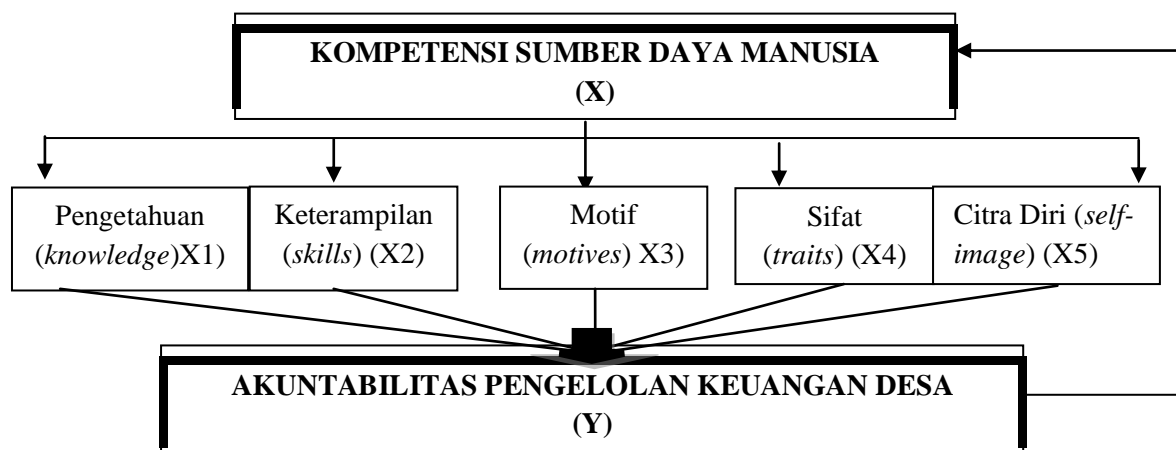 KOMPETENSI SUMBER DAYA MANUSIA
(X)
Pengetahuan
(knowledge)X1)
Keterampilan
(skills) (X2)
Motif
(motives) X3)
Sifat
(traits) (X4)
Citra Diri (self-
image) (X5)
AKUNTABILITAS PENGELOLAN KEUANGAN DESA
(Y)